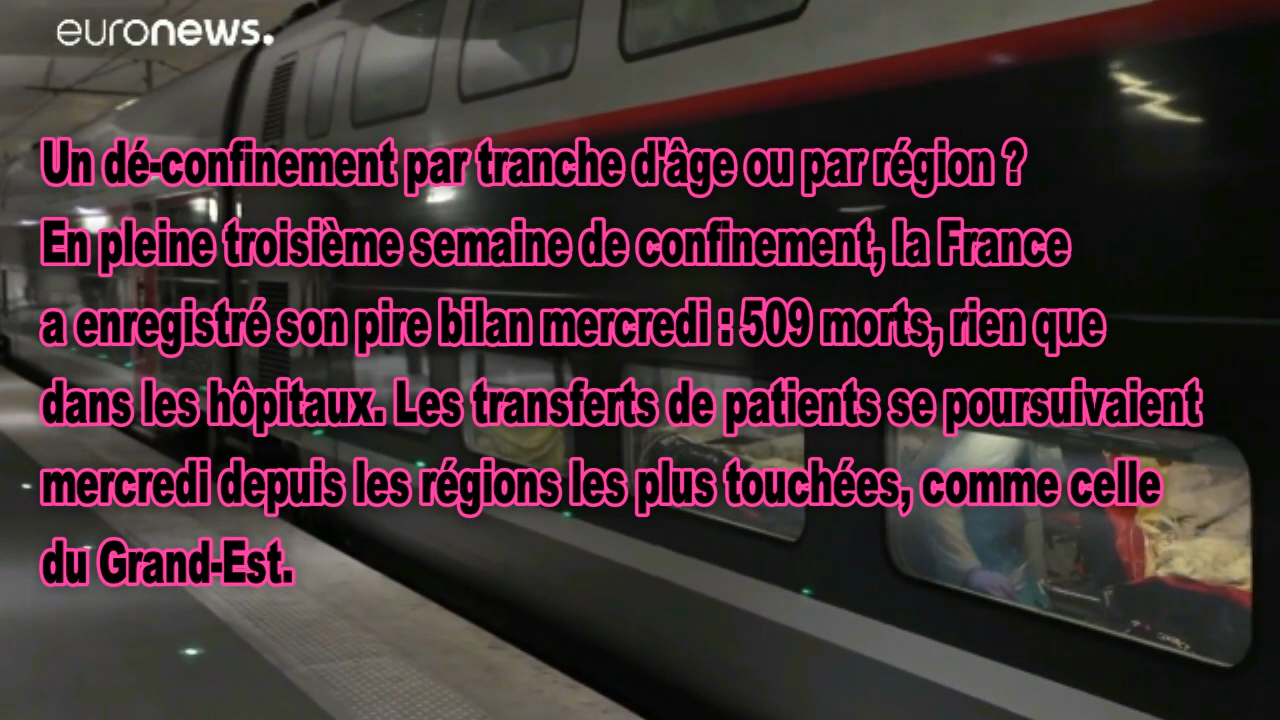 euronews.
Un dé-confinement par tranche d'âge ou par région ?
En pleine troisième semaine de confinement, la France
a enregistré son pire bilan mercredi : 509 morts, rien que
dans les hôpitaux. Les transferts de patients se poursuivaient
mercredi depuis les régions les plus touchées, comme celle
du Grand-Est.